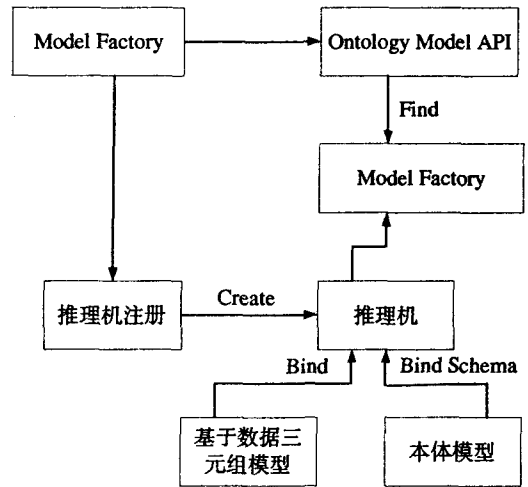 Model Factory
Ontology Model API
Find
Model Factory
推理机注册
Create
推理机
Bind
Bind Schema
基于数据三
元组模型
本体模型